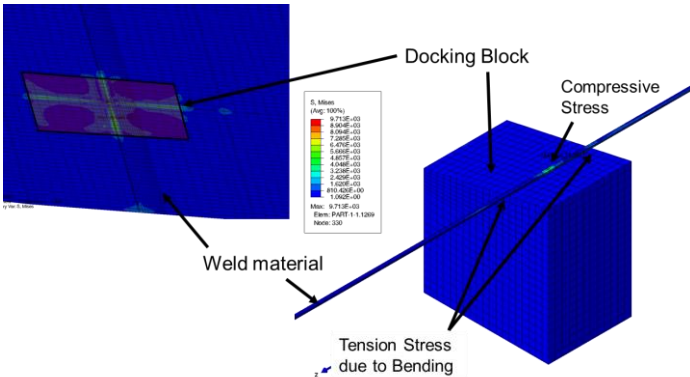 Docking Block
Compressive
Stress
S, Mises
(Avg: 100%)
9.713E+03
8.904E+03
8.094E+03
7.285E+03
6.476E+03
5.666E+03
4.857E+03
4.048E+03
3.238E+03
2.429E+03
1.620E+03
810.426E+00
1.092E+00
Max: 9.713E+03
Elem: PART-1-1.1269
Node: 330
Weld material
Tension Stress
due to Bending
z